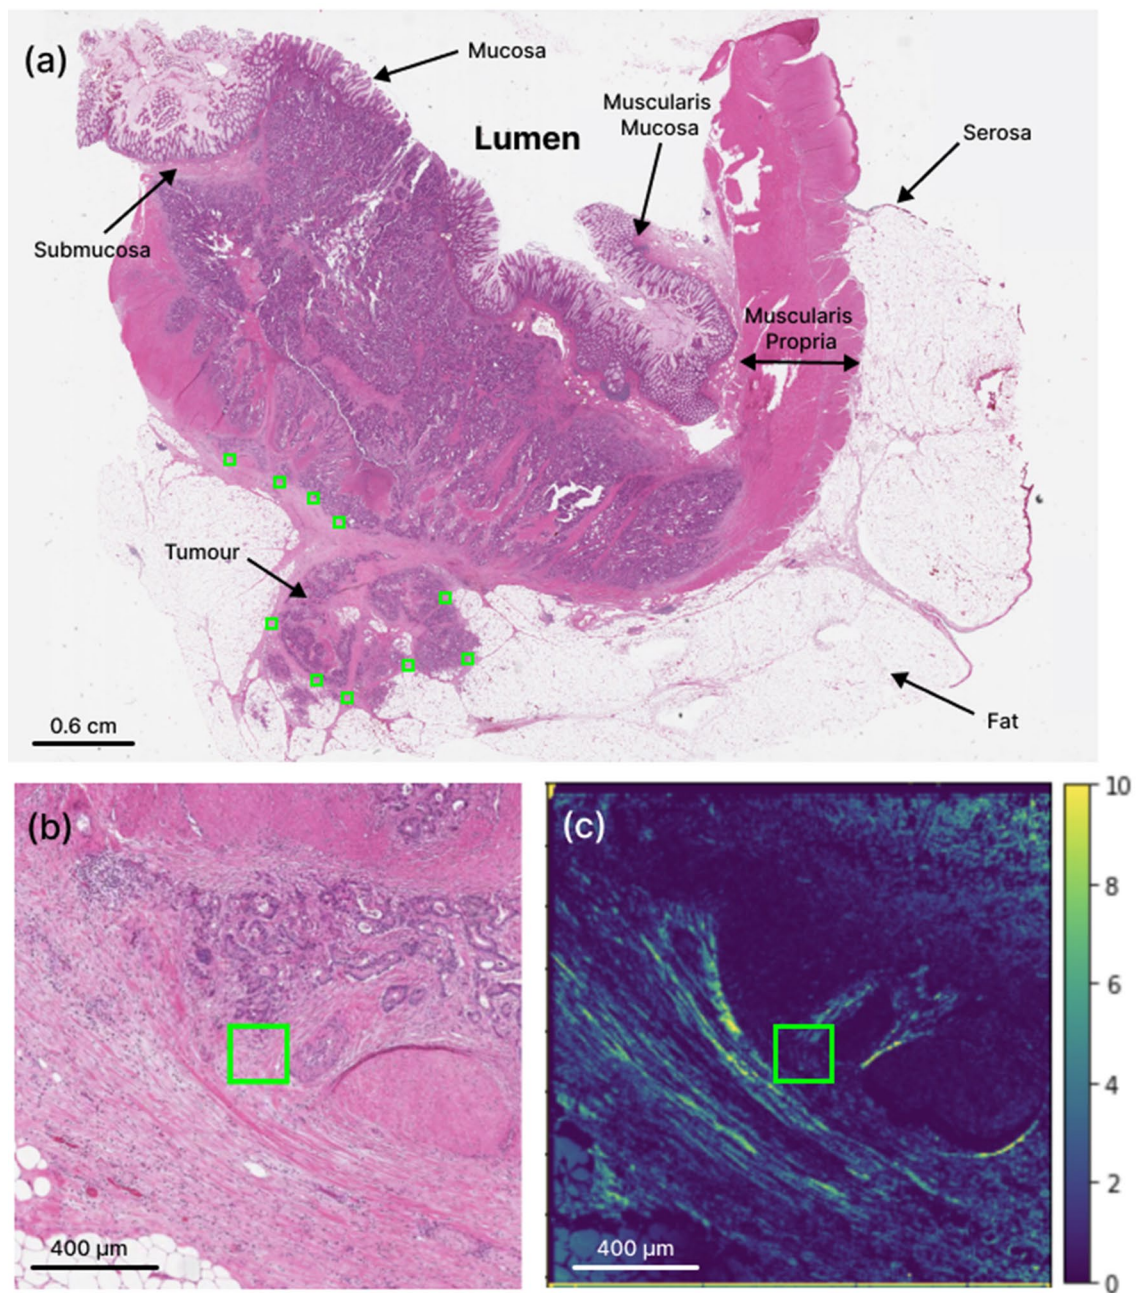 (a)
Mucosa
Muscularis
Mucosa
Lumen
Serosa
Submucosa
Muscularis
Propria
Tumour
0.6 cm
Fat
(b)
400 µm
(c)
400 µm
10
8
6
4
2
0